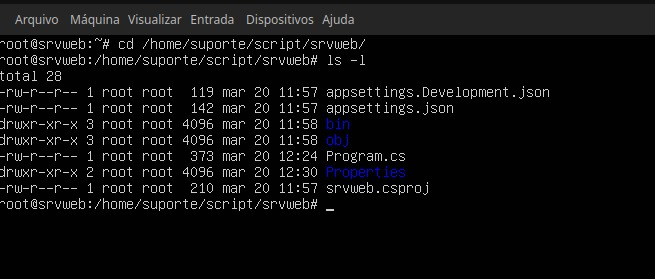 Arquivo Máquina Visualizar Entrada Dispositivos Ajuda
root@srvweb:~# cd /home/suporte/script/srvweb/
root@srvweb:/home/suporte/script/srvweb# ls -l
total 28
-rw-r--r-- 1 root root 119 mar 20 11:57 appsettings.Development.json
-rw-r--r-- 1 root root 142 mar 20 11:57 appsettings.json
drwxr-xr-x 3 root root 4096 mar 20 11:58 bin
drwxr-xr-x 3 root root 4096 mar 20 11:58 obj
-rw-r--r-- 1 root root 373 mar 20 12:24 Program.cs
drwxr-xr-x 2 root root 4096 mar 20 12:30 Properties
-rw-r--r-- 1 root root 210 mar 20 11:57 srvweb.csproj
root@srvweb:/home/suporte/script/srvweb# _